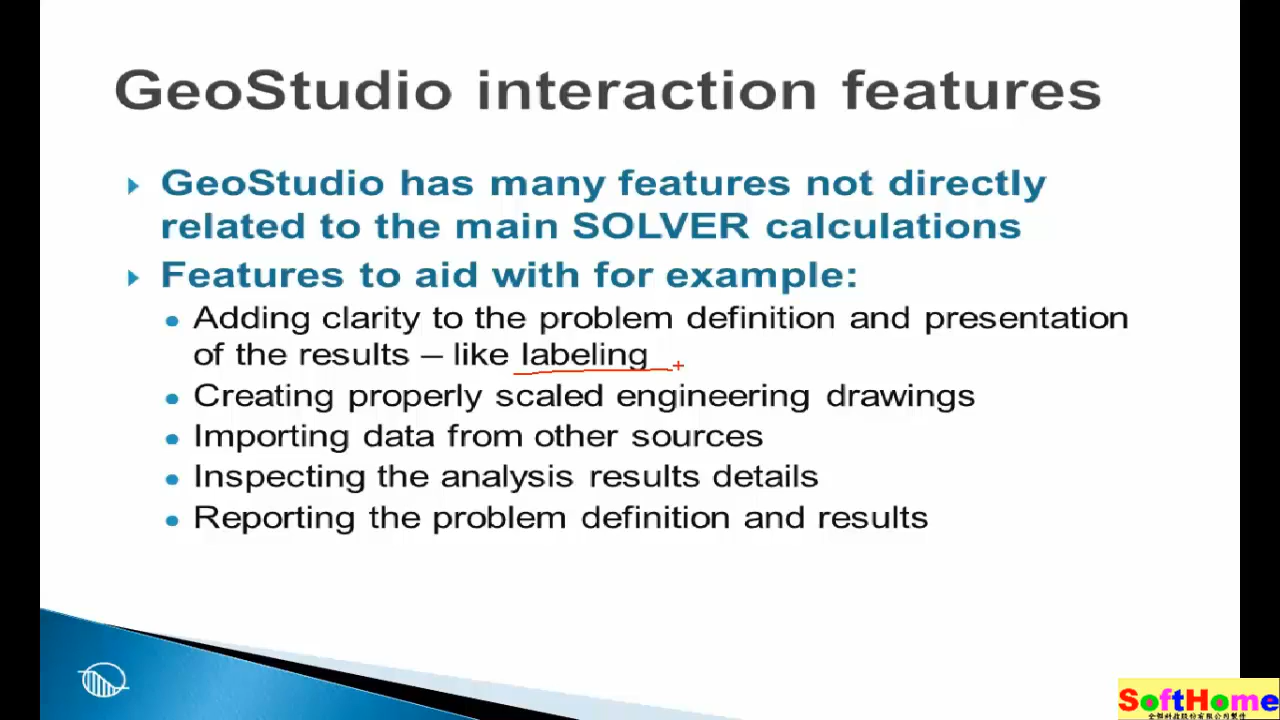 GeoStudio interaction features
GeoStudio has many features not directly
related to the main SOLVER calculations
Features to aid with for example:
Adding clarity to the problem definition and presentation
of the results – like labeling
Creating properly scaled engineering drawings
Importing data from other sources
Inspecting the analysis results details
Reporting the problem definition and results
SoftHome